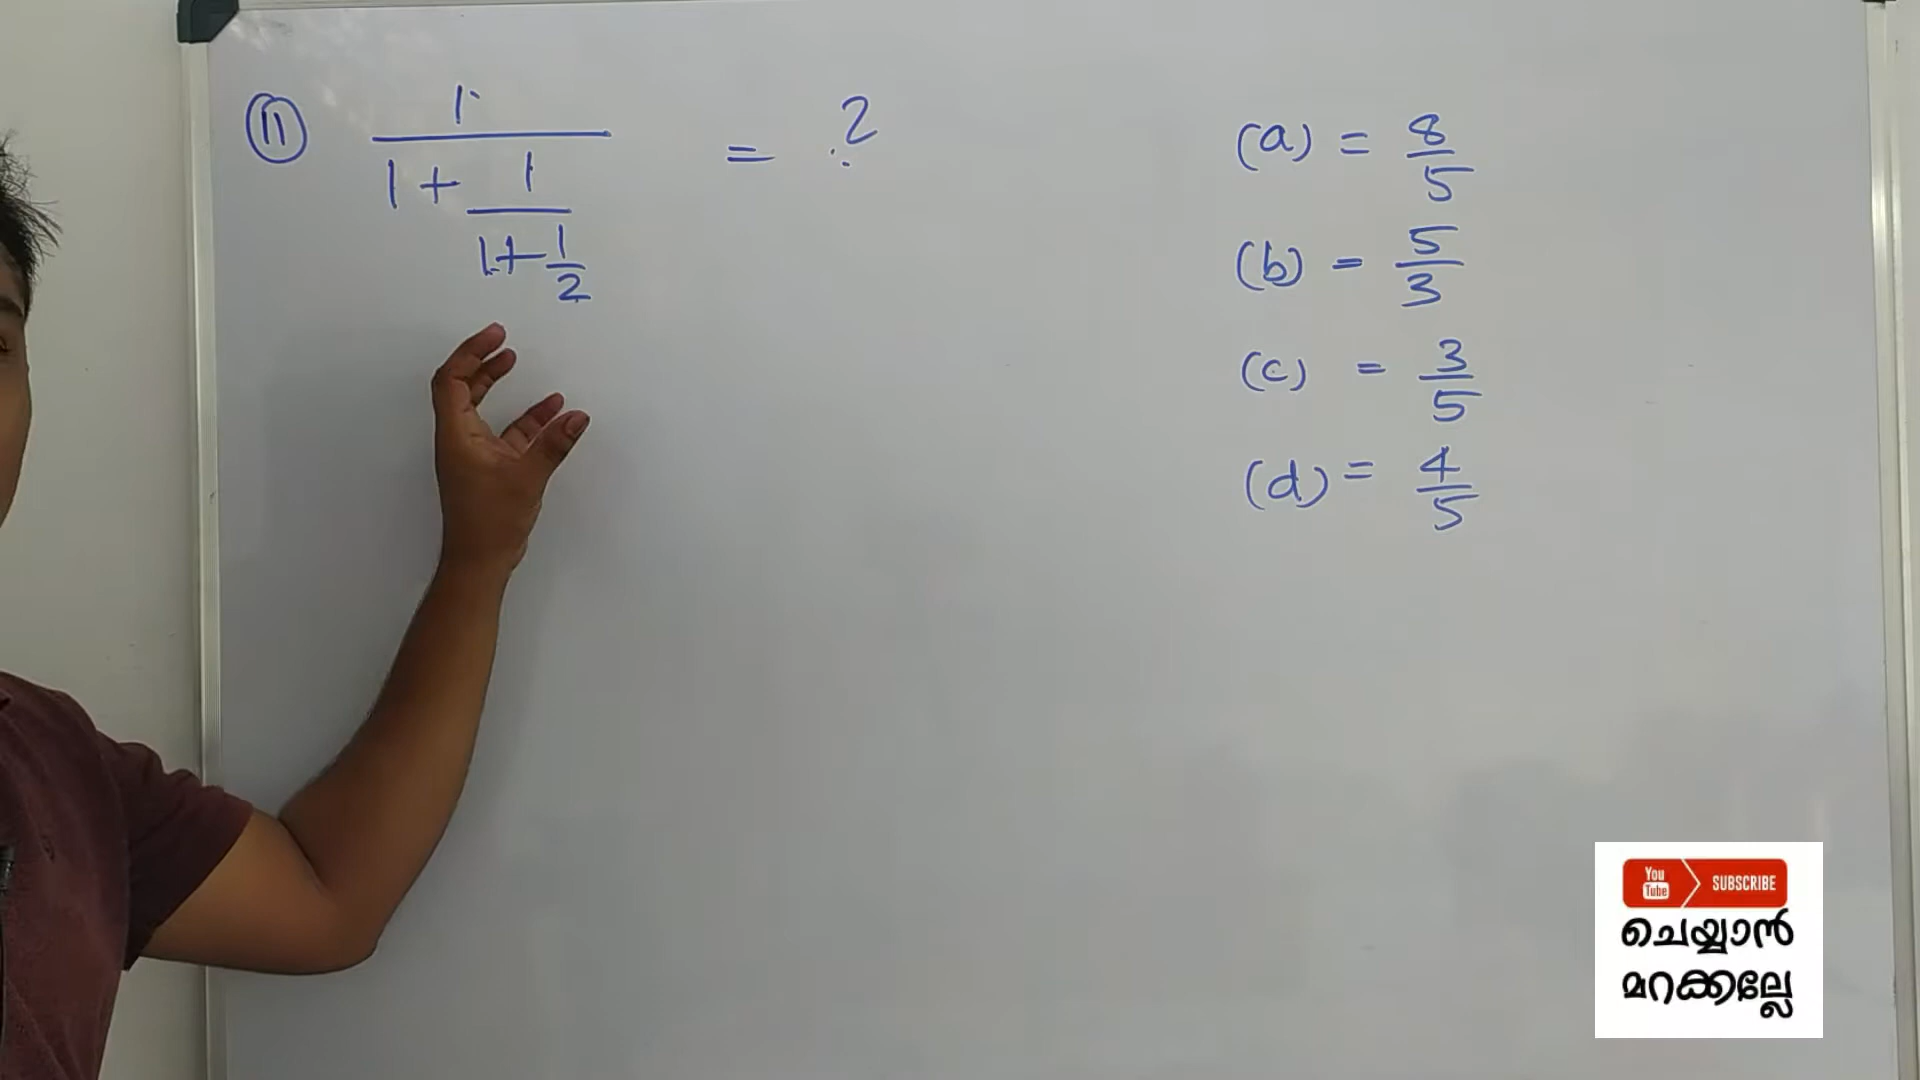 11 1/(1+1/(1+1/2)) = ?
(a) = 8/5
(b) = 5/3
(c) = 3/5
(d) = 4/5
You Tube SUBSCRIBE
ചെയ്യാൻ
മറക്കല്ലേ